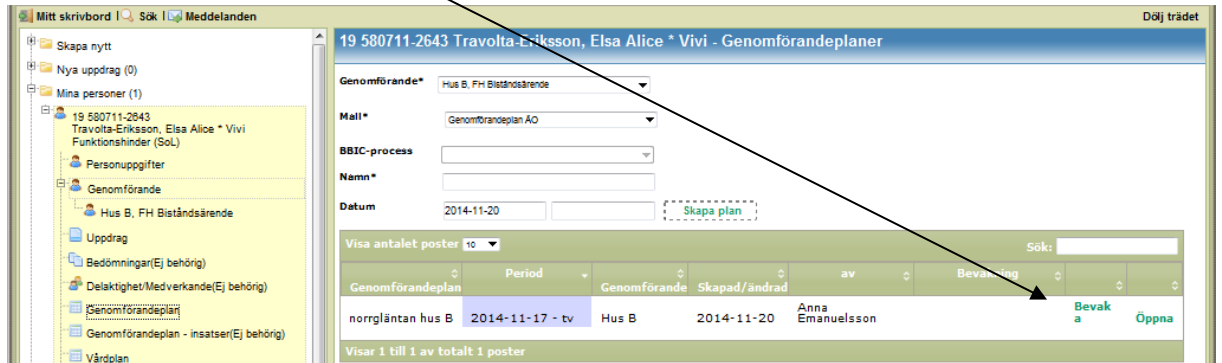 Mitt skrivbord | Sök | Meddelanden
Dölj trädet
Skapa nytt
Nya uppdrag (0)
Mina personer (1)
19 580711-2643
Travolta-Eriksson, Elsa Alice * Vivi
Funktionshinder (SoL)
Personuppgifter
Genomförande
Hus B, FH Biståndsärende
Uppdrag
Bedömningar(Ej behörig)
Delaktighet/Medverkande(Ej behörig)
Genomförandeplan
Genomförandeplan - insatser(Ej behörig)
Vårdplan
19 580711-2643 Travolta-Eriksson, Elsa Alice * Vivi - Genomförandeplaner
Genomförande* Hus B, FH Biståndsärende
Mall* Genomförandeplan ÄO
BBIC-process
Namn*
Datum 2014-11-20 Skapa plan
Visa antalet poster 10 Sök:
Genomförandeplan Period Genomförande Skapad/ändrad av Bevakning
norrgläntan hus B 2014-11-17 - tv Hus B 2014-11-20 Anna
Emanuelsson
Bevak
a
Öppna
Visar 1 till 1 av totalt 1 poster